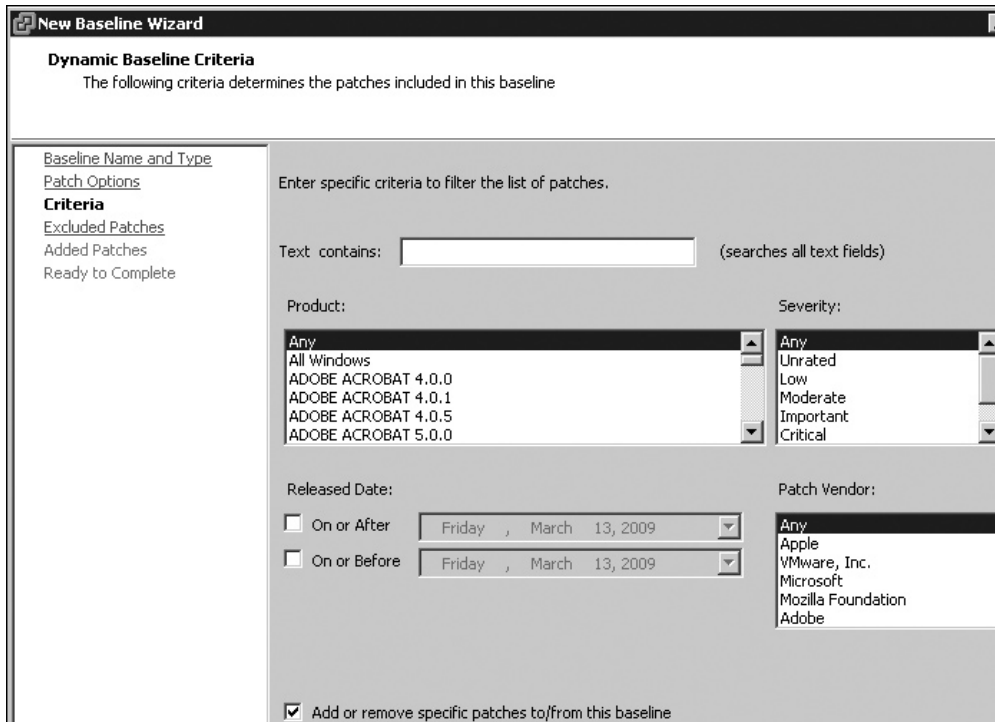 New Baseline Wizard
Dynamic Baseline Criteria
The following criteria determines the patches included in this baseline
Baseline Name and Type
Patch Options
Criteria
Excluded Patches
Added Patches
Ready to Complete
Enter specific criteria to filter the list of patches.
Text contains:
(searches all text fields)
Product:
Any
All Windows
ADOBE ACROBAT 4.0.0
ADOBE ACROBAT 4.0.1
ADOBE ACROBAT 4.0.5
ADOBE ACROBAT 5.0.0
Severity:
Any
Unrated
Low
Moderate
Important
Critical
Released Date:
On or After
Friday , March 13, 2009
On or Before
Friday , March 13, 2009
Patch Vendor:
Any
Apple
VMware, Inc.
Microsoft
Mozilla Foundation
Adobe
Add or remove specific patches to/from this baseline